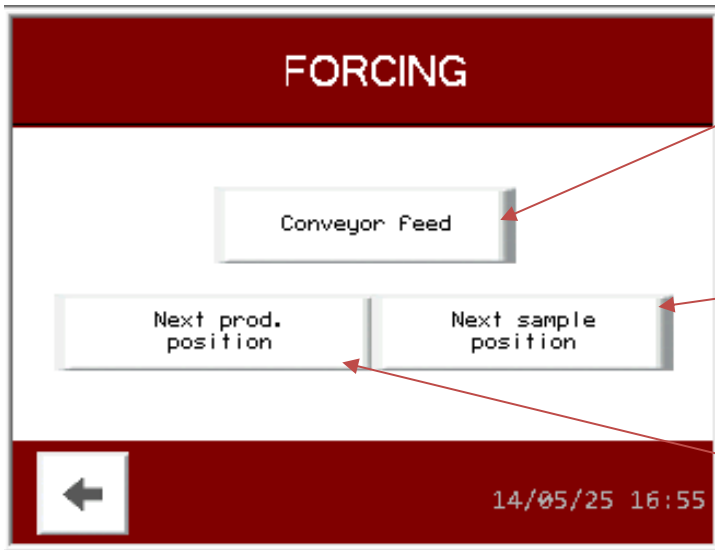 FORCING
Conveyor feed
Next prod.
position
Next sample
position
14/05/25 16:55